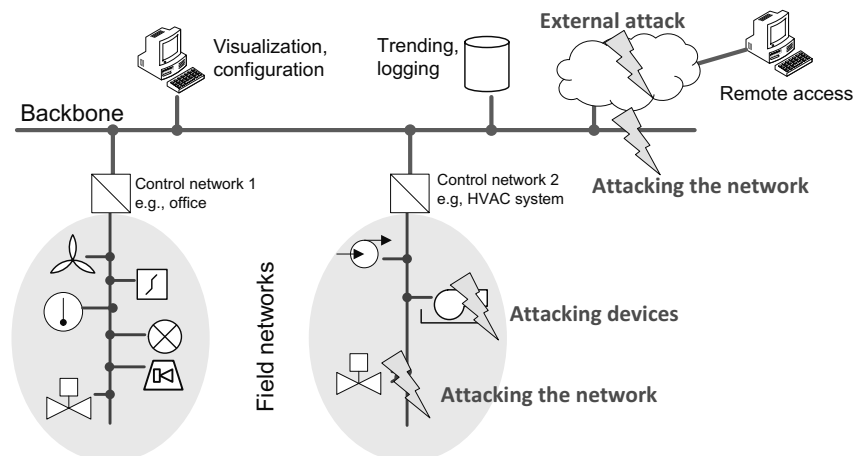 External attack
Visualization,
configuration
Trending,
logging
Remote access
Backbone
Attacking the network
Control network 1
e.g., office
Control network 2
e.g, HVAC system
Field networks
Attacking devices
Attacking the network